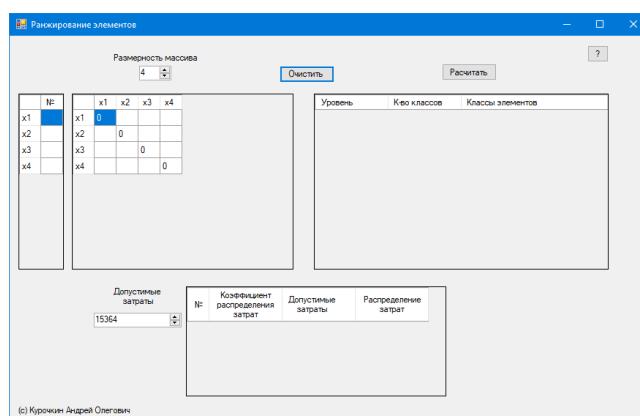 Ранжирование элементов
Размерность массива
4
Очистить
Расчитать
?
№
x1
x2
x3
x4
x1 x2 x3 x4
x1 0
x2 0
x3 0
x4 0
Уровень К-во классов Классы элементов
Допустимые
затраты
15364
№ Коэффициент распределения затрат Допустимые затраты Распределение затрат
(c) Курочкин Андрей Олегович